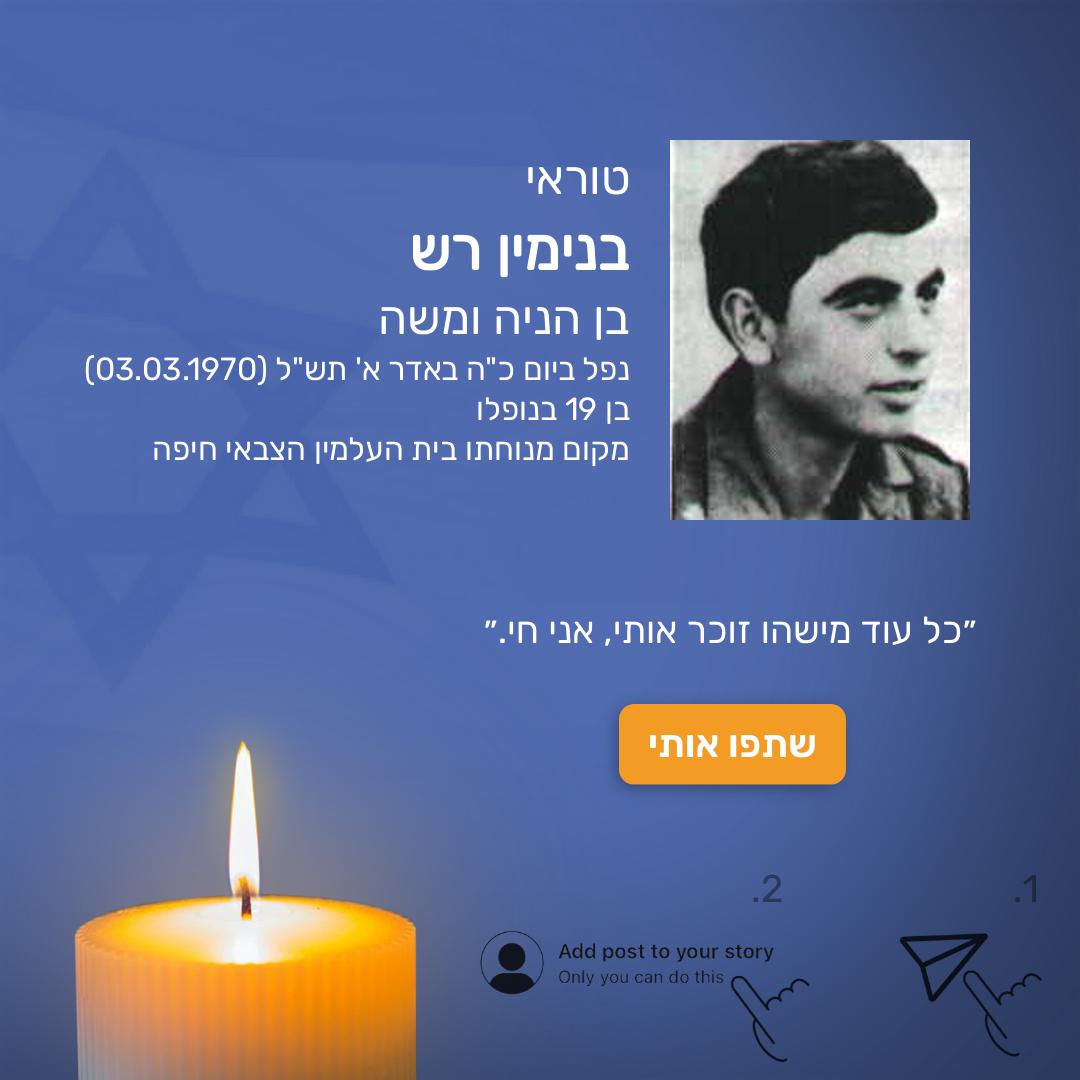 טוראי
בנימין רש
בן הניה ומשה
נפל ביום כ"ה באדר א' תש"ל (03.03.1970)
בן 19 בנופלו
מקום מנוחתו בית העלמין הצבאי חיפה
״כל עוד מישהו זוכר אותי, אני חי.״
שתפו אותי
1.
2.
Add post to your story
Only you can do this